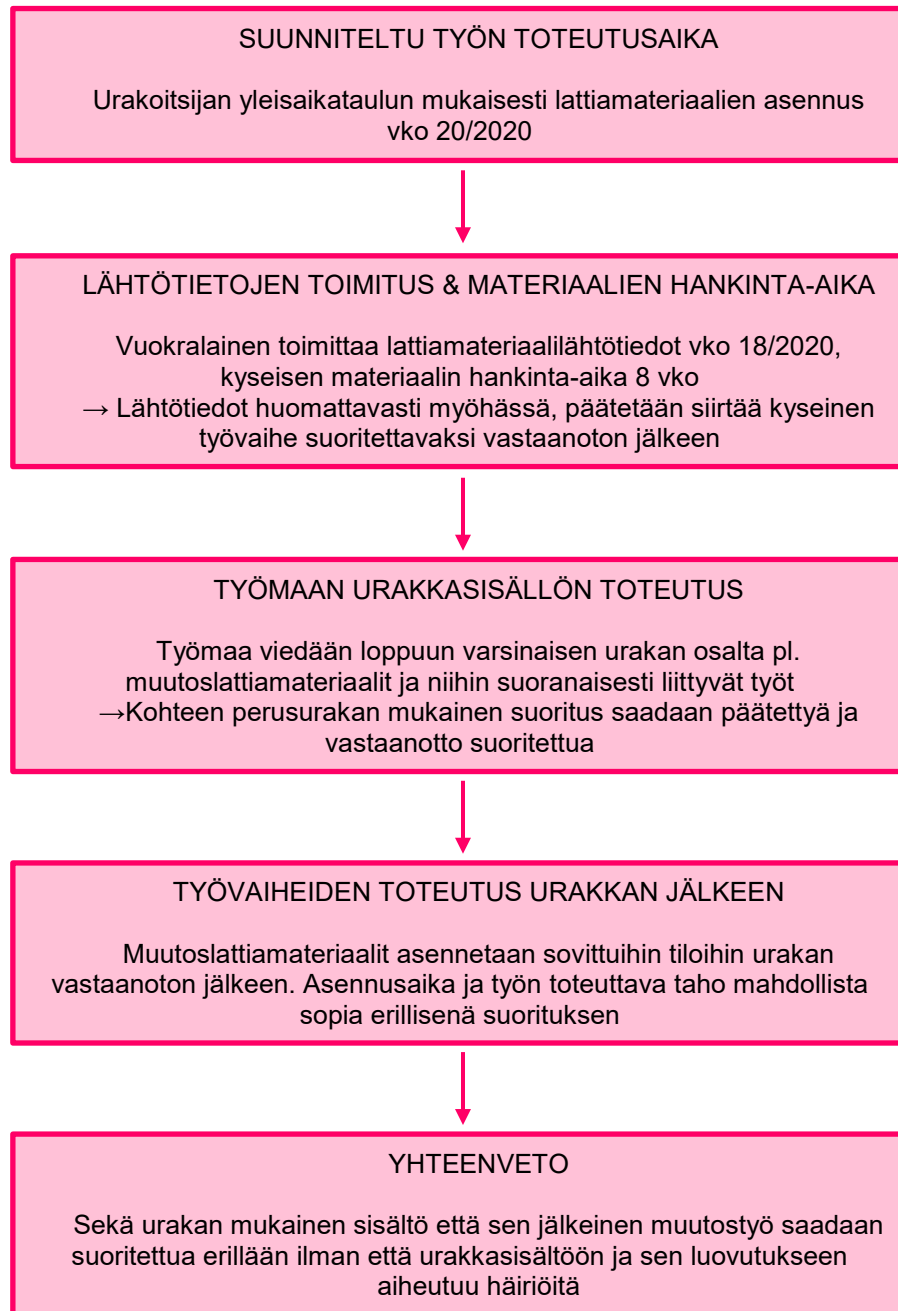 SUUNNITELTU TYÖN TOTEUTUSAIKA
Urakoitsijan yleisaikataulun mukaisesti lattiamateriaalien asennus
vko 20/2020
LÄHTÖTIETOJEN TOIMITUS & MATERIAALIEN HANKINTA-AIKA
Vuokralainen toimittaa lattiamateriaalilähtötiedot vko 18/2020,
kyseisen materiaalin hankinta-aika 8 vko
→ Lähtötiedot huomattavasti myöhässä, päätetään siirtää kyseinen
työvaihe suoritettavaksi vastaanoton jälkeen
TYÖMAAN URAKKASISÄLLÖN TOTEUTUS
Työmaa viedään loppuun varsinaisen urakan osalta pl.
muutoslattiamateriaalit ja niihin suoranaisesti liittyvät työt
→Kohteen perusurakan mukainen suoritus saadaan päätettyä ja
vastaanotto suoritettua
TYÖVAIHEIDEN TOTEUTUS URAKKAN JÄLKEEN
Muutoslattiamateriaalit asennetaan sovittuihin tiloihin urakan
vastaanoton jälkeen. Asennusaika ja työn toteuttava taho mahdollista
sopia erillisenä suorituksen
YHTEENVETO
Sekä urakan mukainen sisältö että sen jälkeinen muutostyö saadaan
suoritettua erillään ilman että urakkasisältöön ja sen luovutukseen
aiheutuu häiriöitä